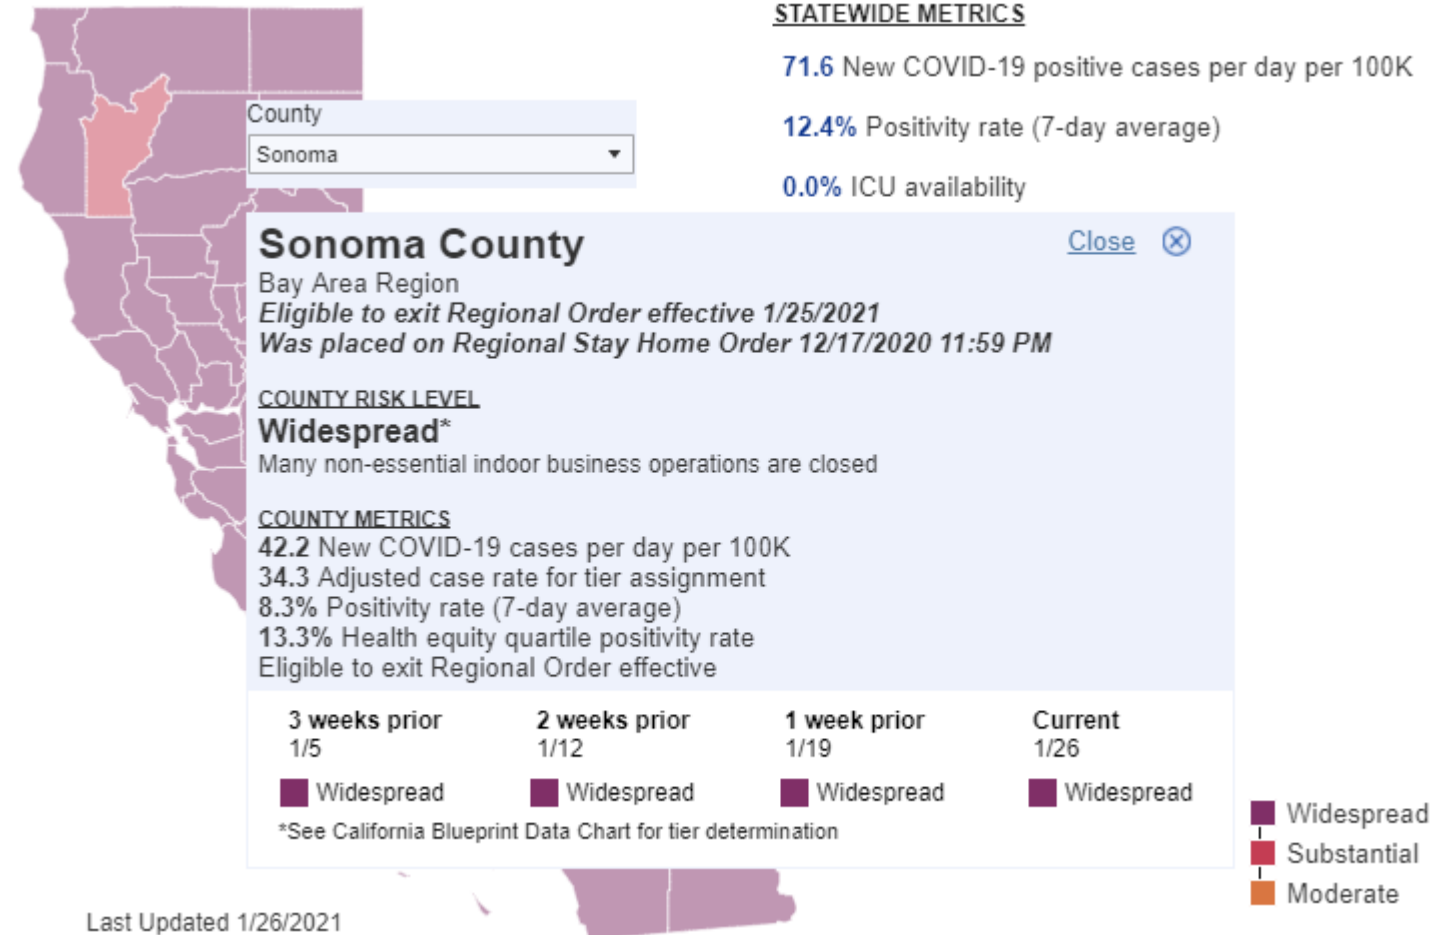 STATEWIDE METRICS
71.6 New COVID-19 positive cases per day per 100K
12.4% Positivity rate (7-day average)
0.0% ICU availability
County
Sonoma
Sonoma County
Close
Bay Area Region
Eligible to exit Regional Order effective 1/25/2021
Was placed on Regional Stay Home Order 12/17/2020 11:59 PM
COUNTY RISK LEVEL
Widespread*
Many non-essential indoor business operations are closed
COUNTY METRICS
42.2 New COVID-19 cases per day per 100K
34.3 Adjusted case rate for tier assignment
8.3% Positivity rate (7-day average)
13.3% Health equity quartile positivity rate
Eligible to exit Regional Order effective
3 weeks prior 2 weeks prior 1 week prior Current
1/5 1/12 1/19 1/26
Widespread Widespread Widespread Widespread
*See California Blueprint Data Chart for tier determination
Widespread
Substantial
Moderate
Last Updated 1/26/2021